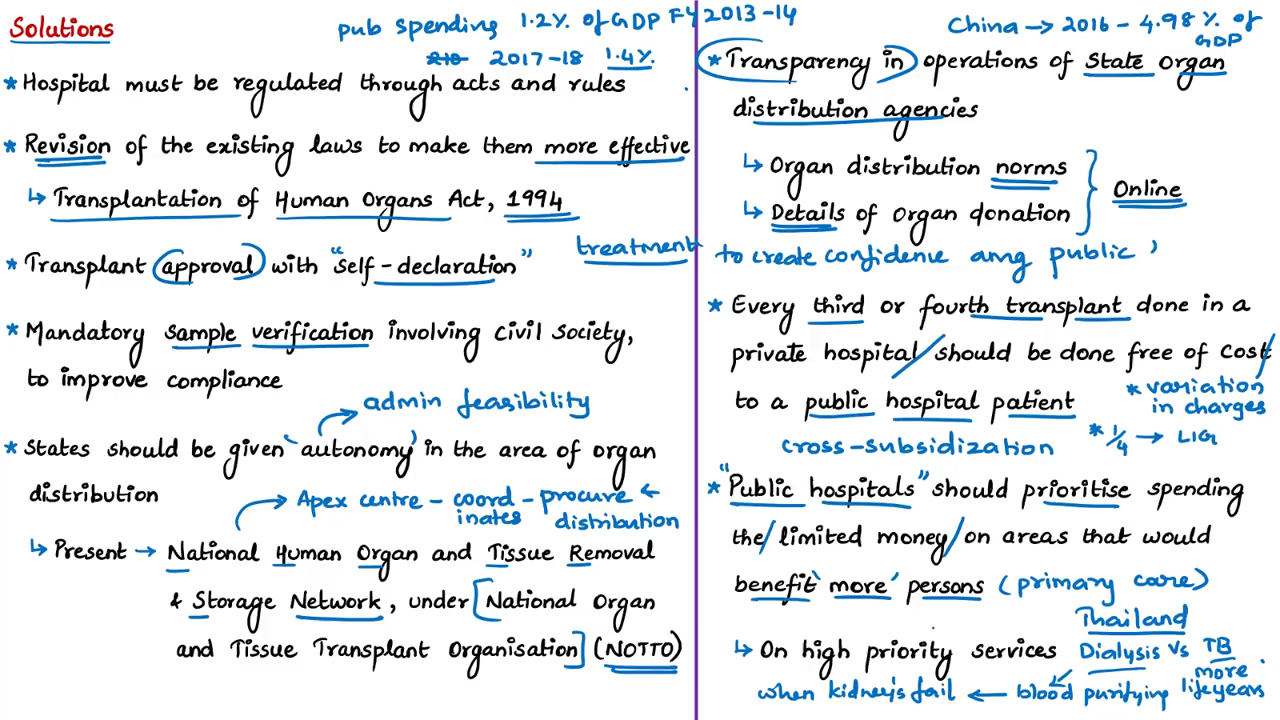 Solutions
pub spending 1.2%. of GDP FY 2013-14
2017-18 1.4%.
* Hospital must be regulated through acts and rules
* Revision of the existing laws to make them more effective
↳ Transplantation of Human Organs Act, 1994
* Transplant approval with "self-declaration"
treatment
* Mandatory sample verification involving civil society,
to improve compliance
admin feasibility
* States should be given 'autonomy' in the area of organ
distribution
→ Apex centre - coord - procure ←
inates distribution
↳ Present → National Human Organ and Tissue Removal
& Storage Network, under [National Organ
and Tissue Transplant Organisation] (NOTTO)
China → 2016 - 4.98 %. of
GDP
* Transparency in operations of State organ
distribution agencies
↳ Organ distribution norms
↳ Details of organ donation
} Online
to create confidence amg public '
* Every third or fourth transplant done in a
private hospital/should be done free of cost/
to a public hospital patient
* variation
in charges
cross-subsidization
* 1/4 → LIG
* "Public hospitals" should prioritise spending
the/limited money/on areas that would
benefit 'more' persons (primary care)
Thailand
↳ On high priority services Dialysis vs TB
more
when kidney's fail ← blood purifying lifeyears